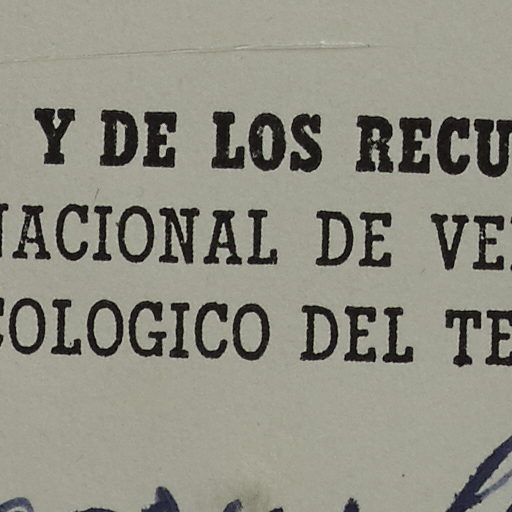 Y DE LOS RECU
NACIONAL DE VE
COLOGICO DEL TE